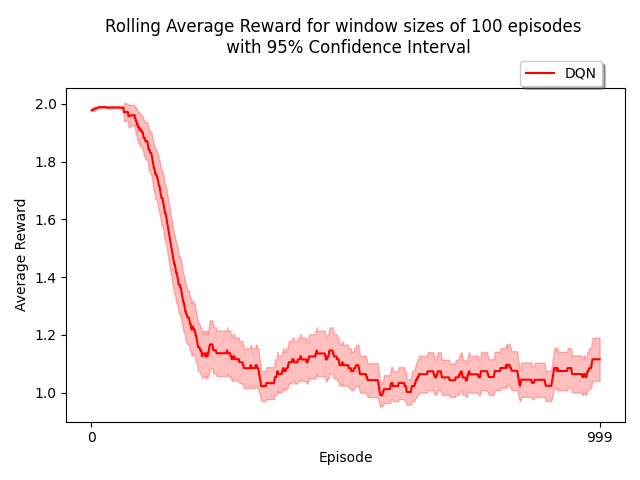 Rolling Average Reward for window sizes of 100 episodes
with 95% Confidence Interval
DQN
2.0
1.8
1.6
1.4
1.2
1.0
Average Reward
0
999
Episode